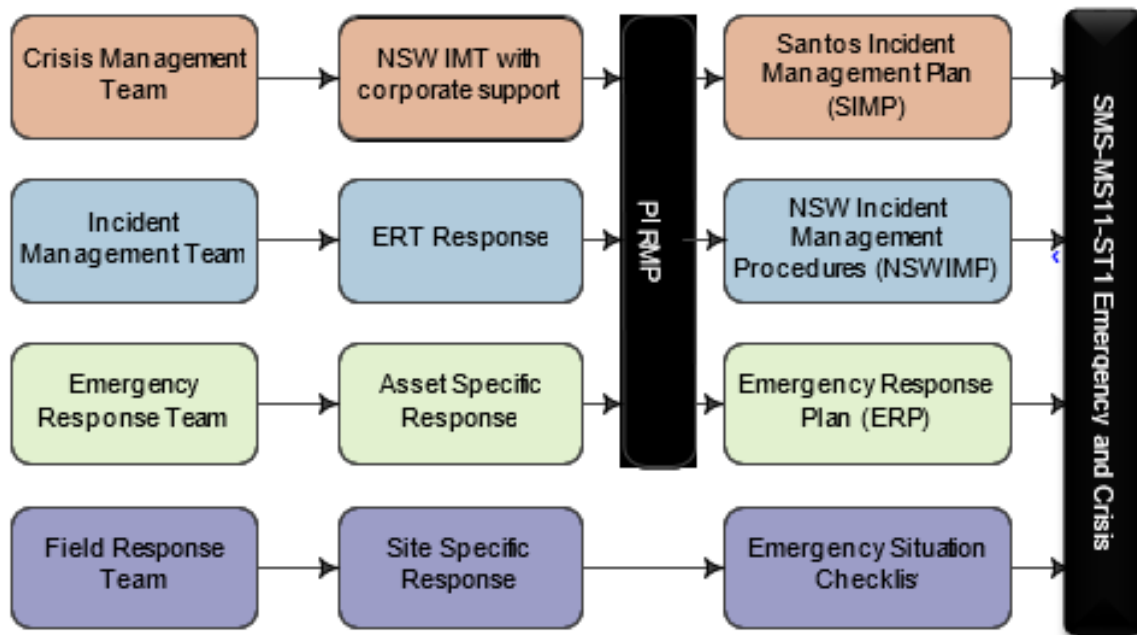 Crisis Management
Team
NSW IMT with
corporate support
Santos Incident
Management Plan
(SIMP)
Incident
Management Team
ERT Response
NSW Incident
Management
Procedures (NSWIMP)
Emergency
Response Team
Asset Specific
Response
Emergency Response
Plan (ERP)
Field Response
Team
Site Specific
Response
Emergency Situation
Checklist
PIRMP
SMS-MS11-ST1 Emergency and Crisis